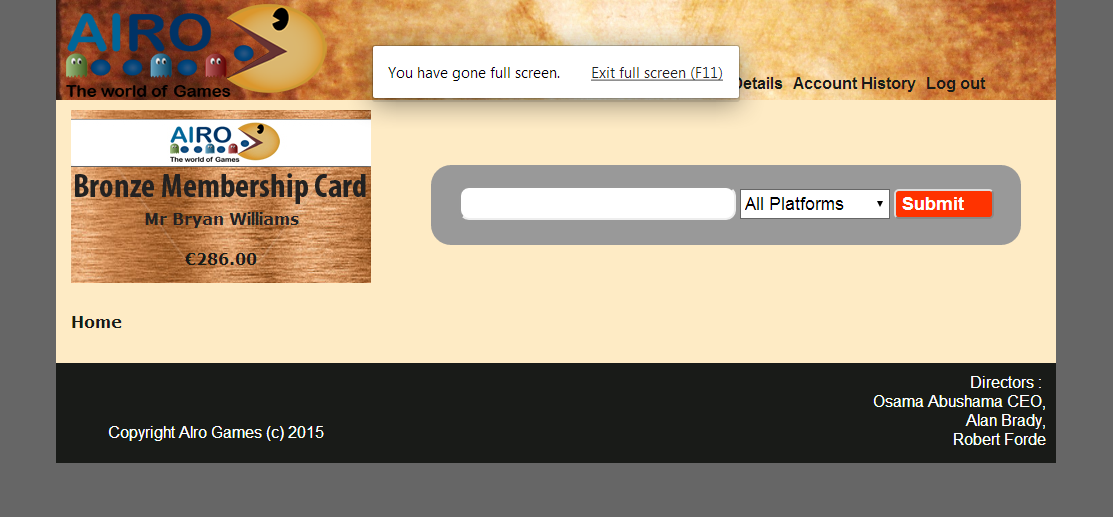 AIRO
The world of Games
You have gone full screen. Exit full screen (F11)
Details Account History Log out
AIRO
The world of Games
Bronze Membership Card
Mr Bryan Williams
€286.00
All Platforms Submit
Home
Directors :
Osama Abushama CEO,
Alan Brady,
Robert Forde
Copyright AIro Games (c) 2015